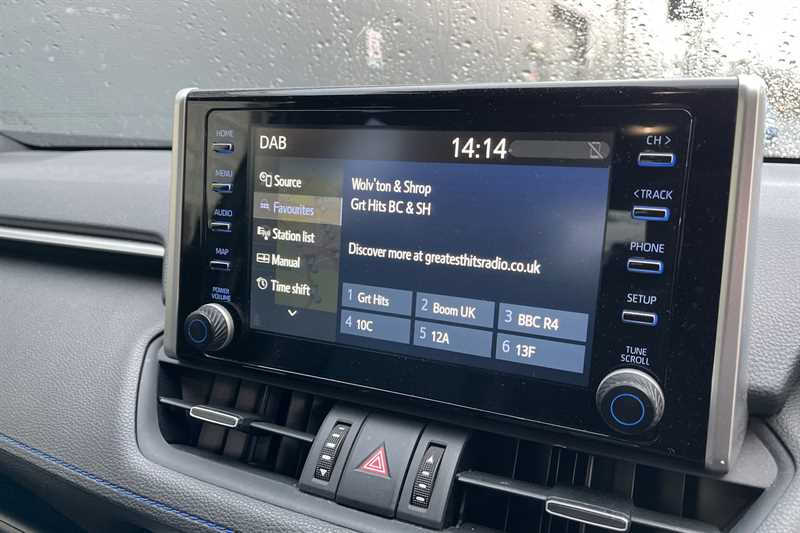 HOME
MENU
AUDIO
MAP
POWER
VOLUME
DAB
14:14
Source
Favourites
Station list
Manual
Time shift
Wolv'ton & Shrop
Grt Hits BC & SH
Discover more at greatesthitsradio.co.uk
1 Grt Hits
2 Boom UK
3 BBC R4
4 10C
5 12A
6 13F
CH >
< TRACK
PHONE
SETUP
TUNE
SCROLL